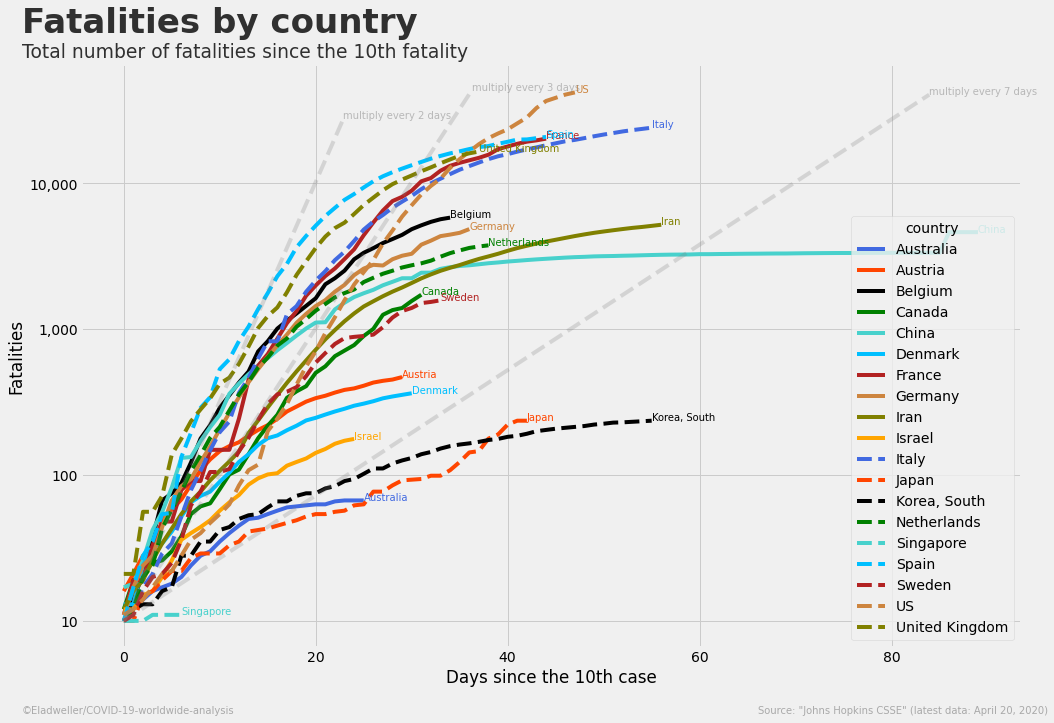 Fatalities by country
Total number of fatalities since the 10th fatality
multiply every 2 days
multiply every 3 days
US
multiply every 7 days
Italy
Spain
France
United Kingdom
Belgium
Germany
Iran
Netherlands
China
Canada
Sweden
Austria
Denmark
Japan
Korea, South
Israel
Australia
Singapore
country
Australia
Austria
Belgium
Canada
China
Denmark
France
Germany
Iran
Israel
Italy
Japan
Korea, South
Netherlands
Singapore
Spain
Sweden
US
United Kingdom
Fatalities
10,000
1,000
100
10
0
20
40
60
80
Days since the 10th case
©Eladweller/COVID-19-worldwide-analysis
Source: "Johns Hopkins CSSE" (latest data: April 20, 2020)